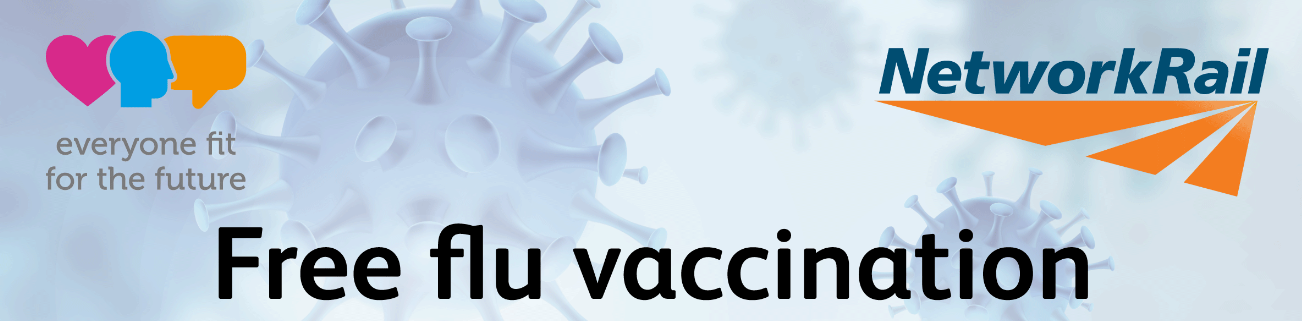 everyone fit
for the future
NetworkRail
Free flu vaccination